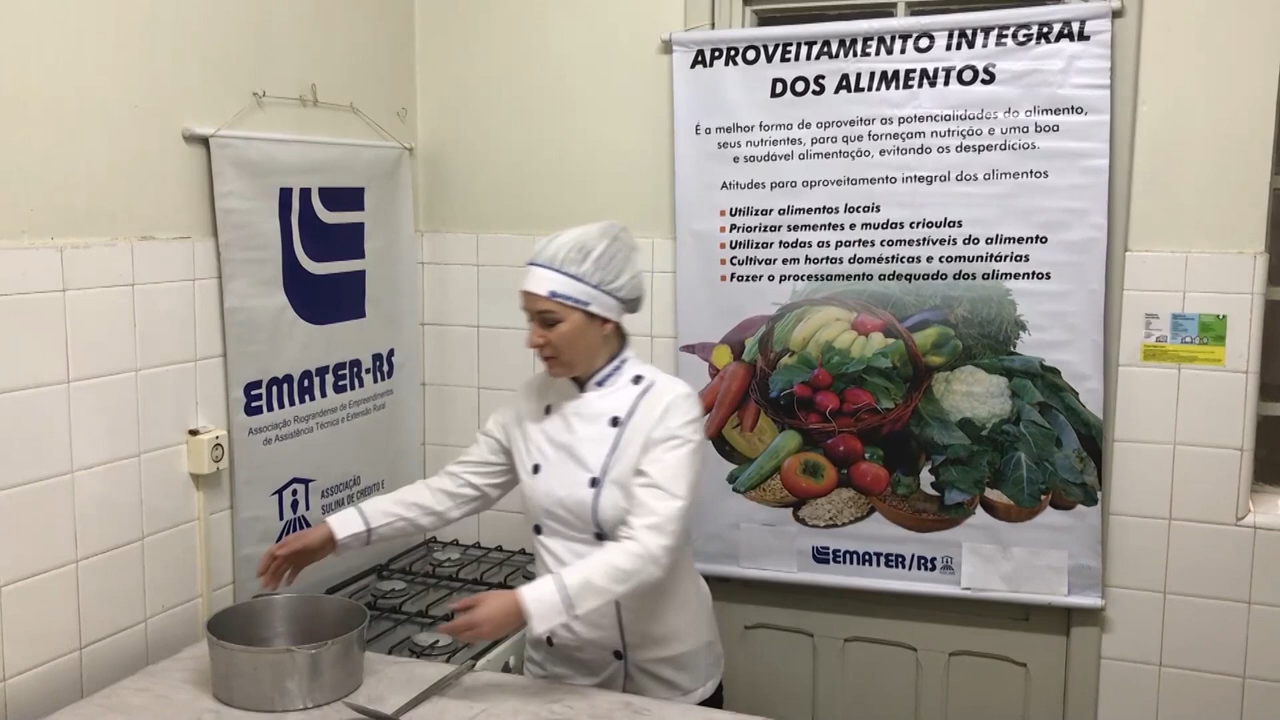 EMATER-RS
Associação Riograndense de Empreendimentos
de Assistência Técnica e Extensão Rural
ASSOCIAÇÃO
SULINA DE CRÉDITO E
APROVEITAMENTO INTEGRAL
DOS ALIMENTOS
É a melhor forma de aproveitar as potencialidades do alimento,
seus nutrientes, para que forneçam nutrição e uma boa
e saudável alimentação, evitando os desperdícios.
Atitudes para aproveitamento integral dos alimentos
Utilizar alimentos locais
Priorizar sementes e mudas crioulas
Utilizar todas as partes comestíveis do alimento
Cultivar em hortas domésticas e comunitárias
Fazer o processamento adequado dos alimentos
EMATER/RS